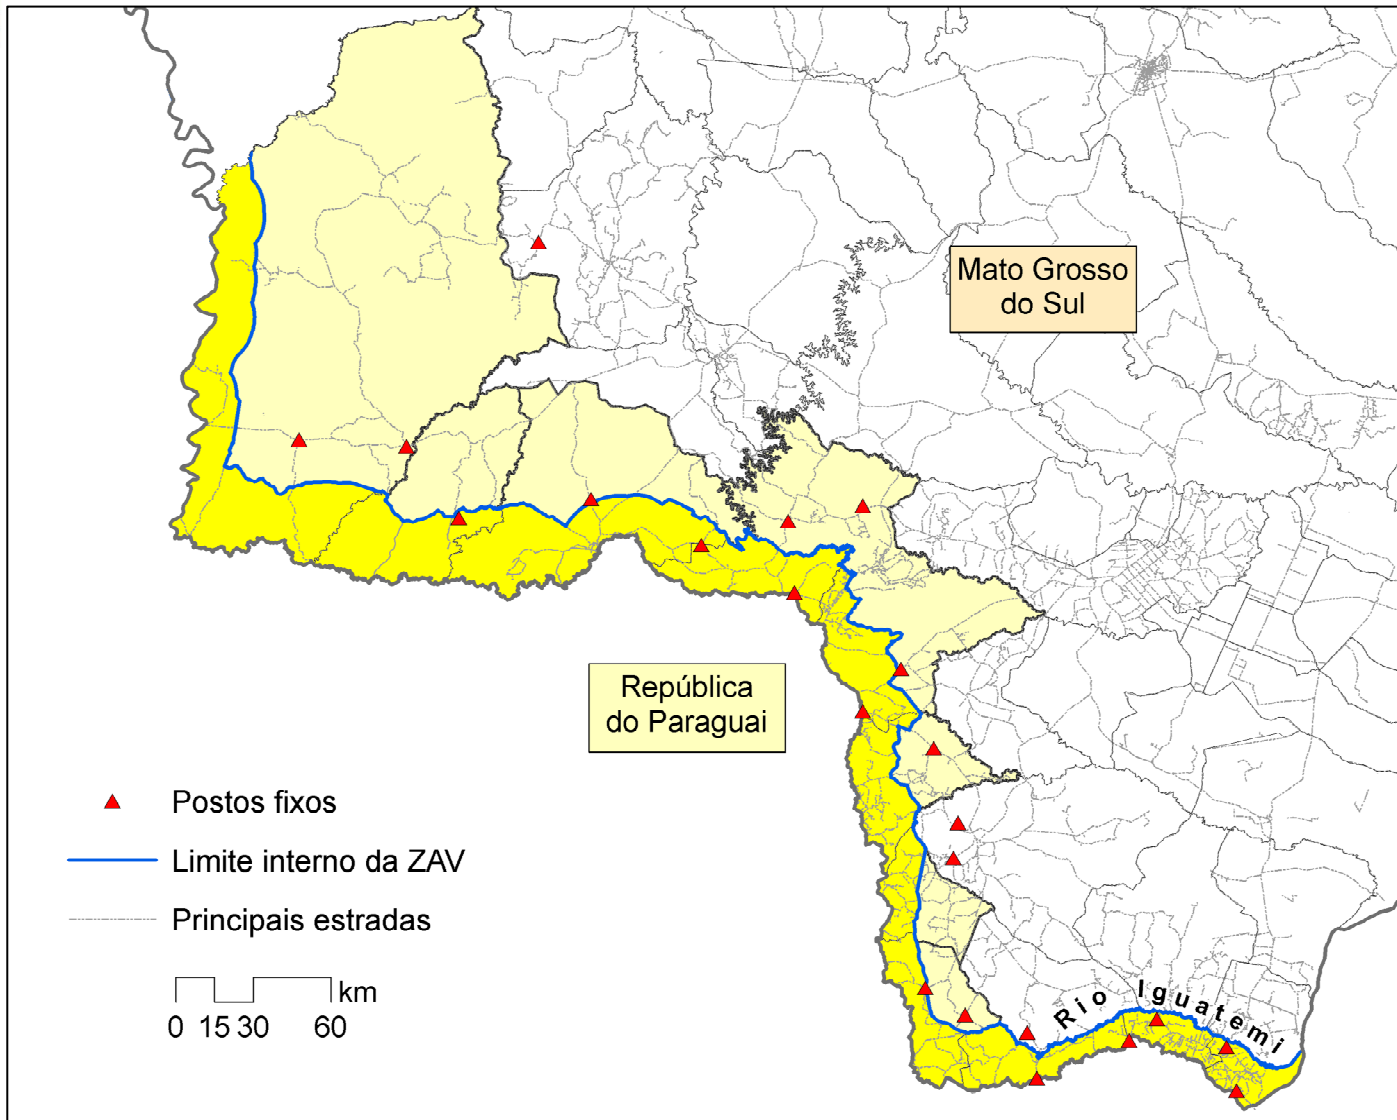 Mato Grosso
do Sul
República
do Paraguai
Postos fixos
Limite interno da ZAV
Principais estradas
km
0 15 30 60
Rio Iguatemi